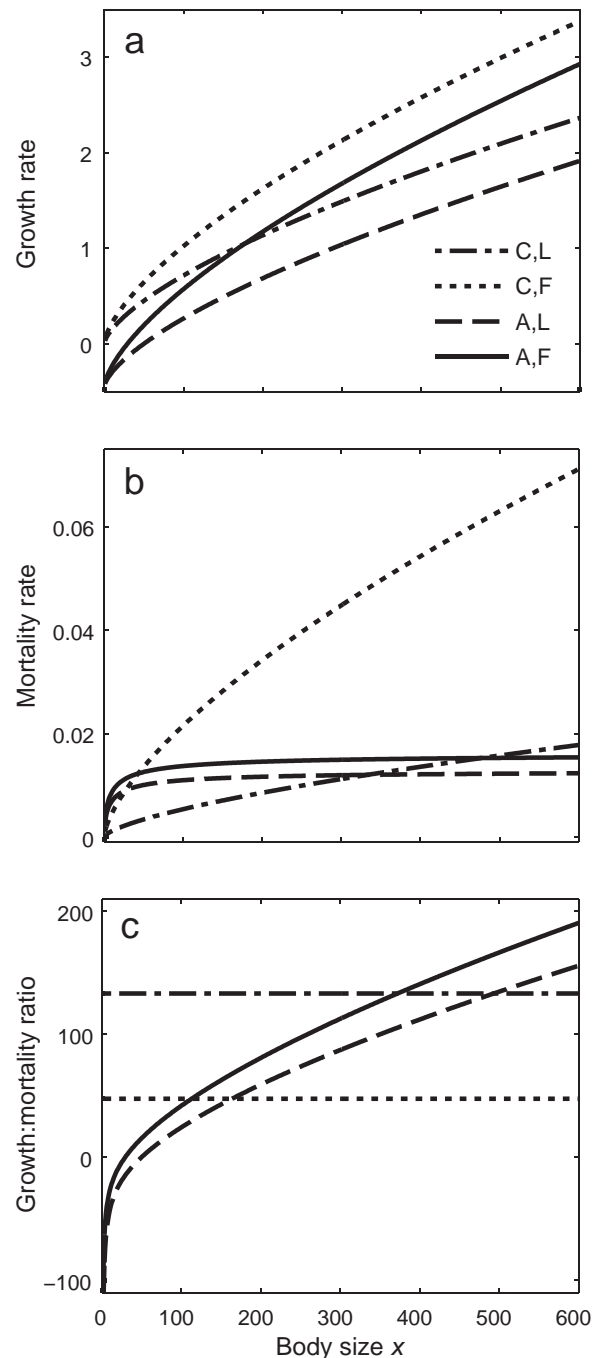 a
3
2
1
0
Growth rate
C,L
C,F
A,L
A,F
b
0.06
0.04
0.02
0
Mortality rate
c
200
100
0
−100
Growth:mortality ratio
0 100 200 300 400 500 600
Body size x